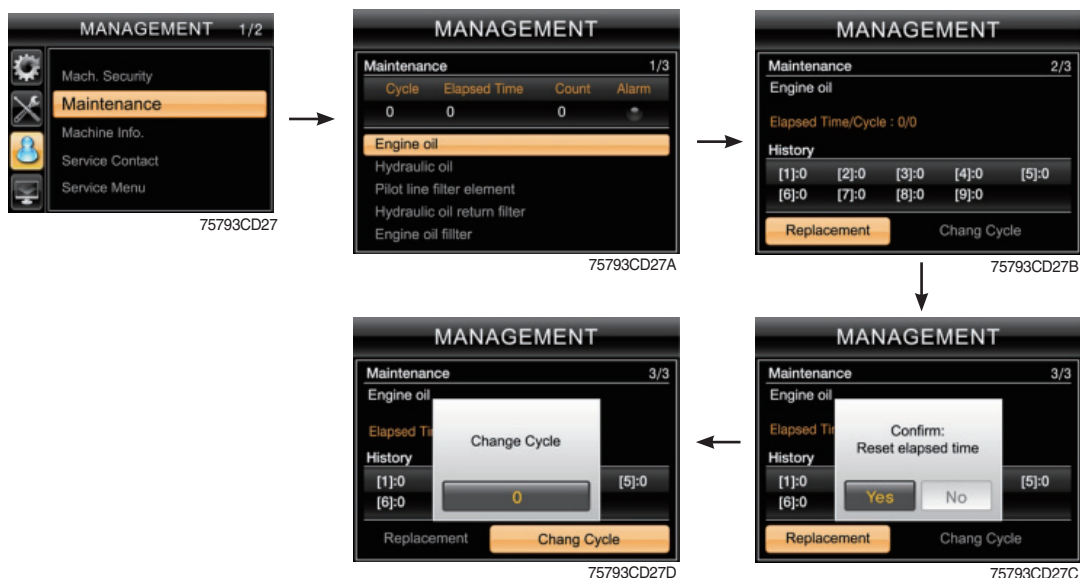 MANAGEMENT 1/2
Mach. Security
Maintenance
Machine Info.
Service Contact
Service Menu
75793CD27
MANAGEMENT
Maintenance 1/3
Cycle Elapsed Time Count Alarm
0 0 0
Engine oil
Hydraulic oil
Pilot line filter element
Hydraulic oil return filter
Engine oil fillter
75793CD27A
MANAGEMENT
Maintenance 2/3
Engine oil
Elapsed Time/Cycle : 0/0
History
[1]:0 [2]:0 [3]:0 [4]:0 [5]:0
[6]:0 [7]:0 [8]:0 [9]:0
Replacement Chang Cycle
75793CD27B
MANAGEMENT
Maintenance 3/3
Engine oil
Elapsed
History
Change Cycle
0
[1]:0 [5]:0
[6]:0
Replacement Chang Cycle
75793CD27D
MANAGEMENT
Maintenance 3/3
Engine oil
Elapsed
History
Confirm:
Reset elapsed time
Yes No
[1]:0 [5]:0
[6]:0
Replacement Chang Cycle
75793CD27C